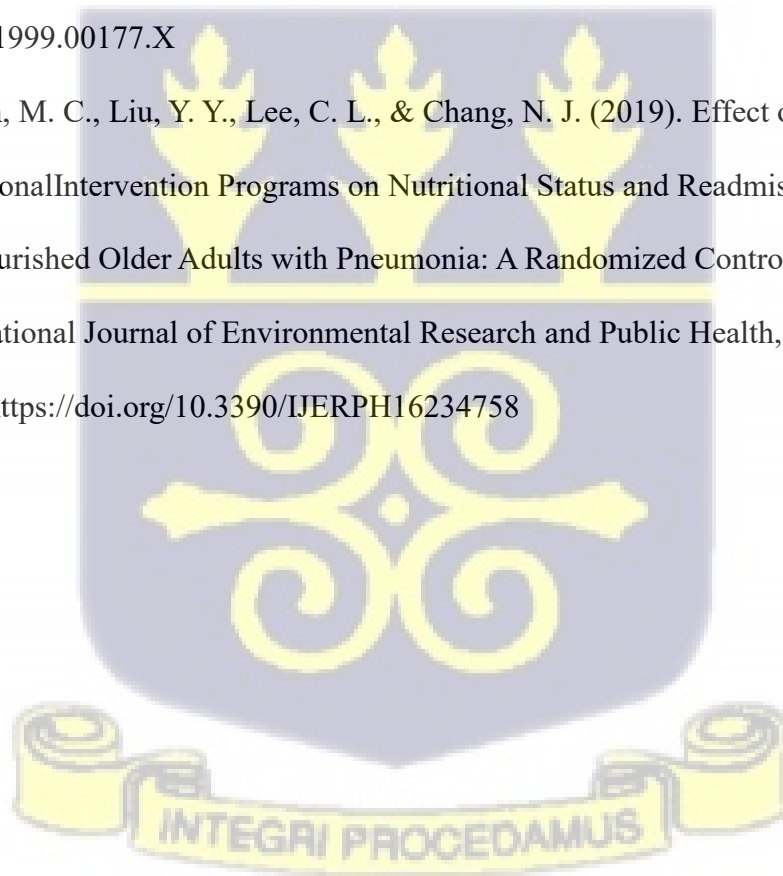 1999.00177.X
, M. C., Liu, Y. Y., Lee, C. L., & Chang, N. J. (2019). Effect
onalIntervention Programs on Nutritional Status and Readmis
urished Older Adults with Pneumonia: A Randomized Contro
ational Journal of Environmental Research and Public Health,
ttps://doi.org/10.3390/IJERPH16234758
INTEGRI PROCEDAMUS